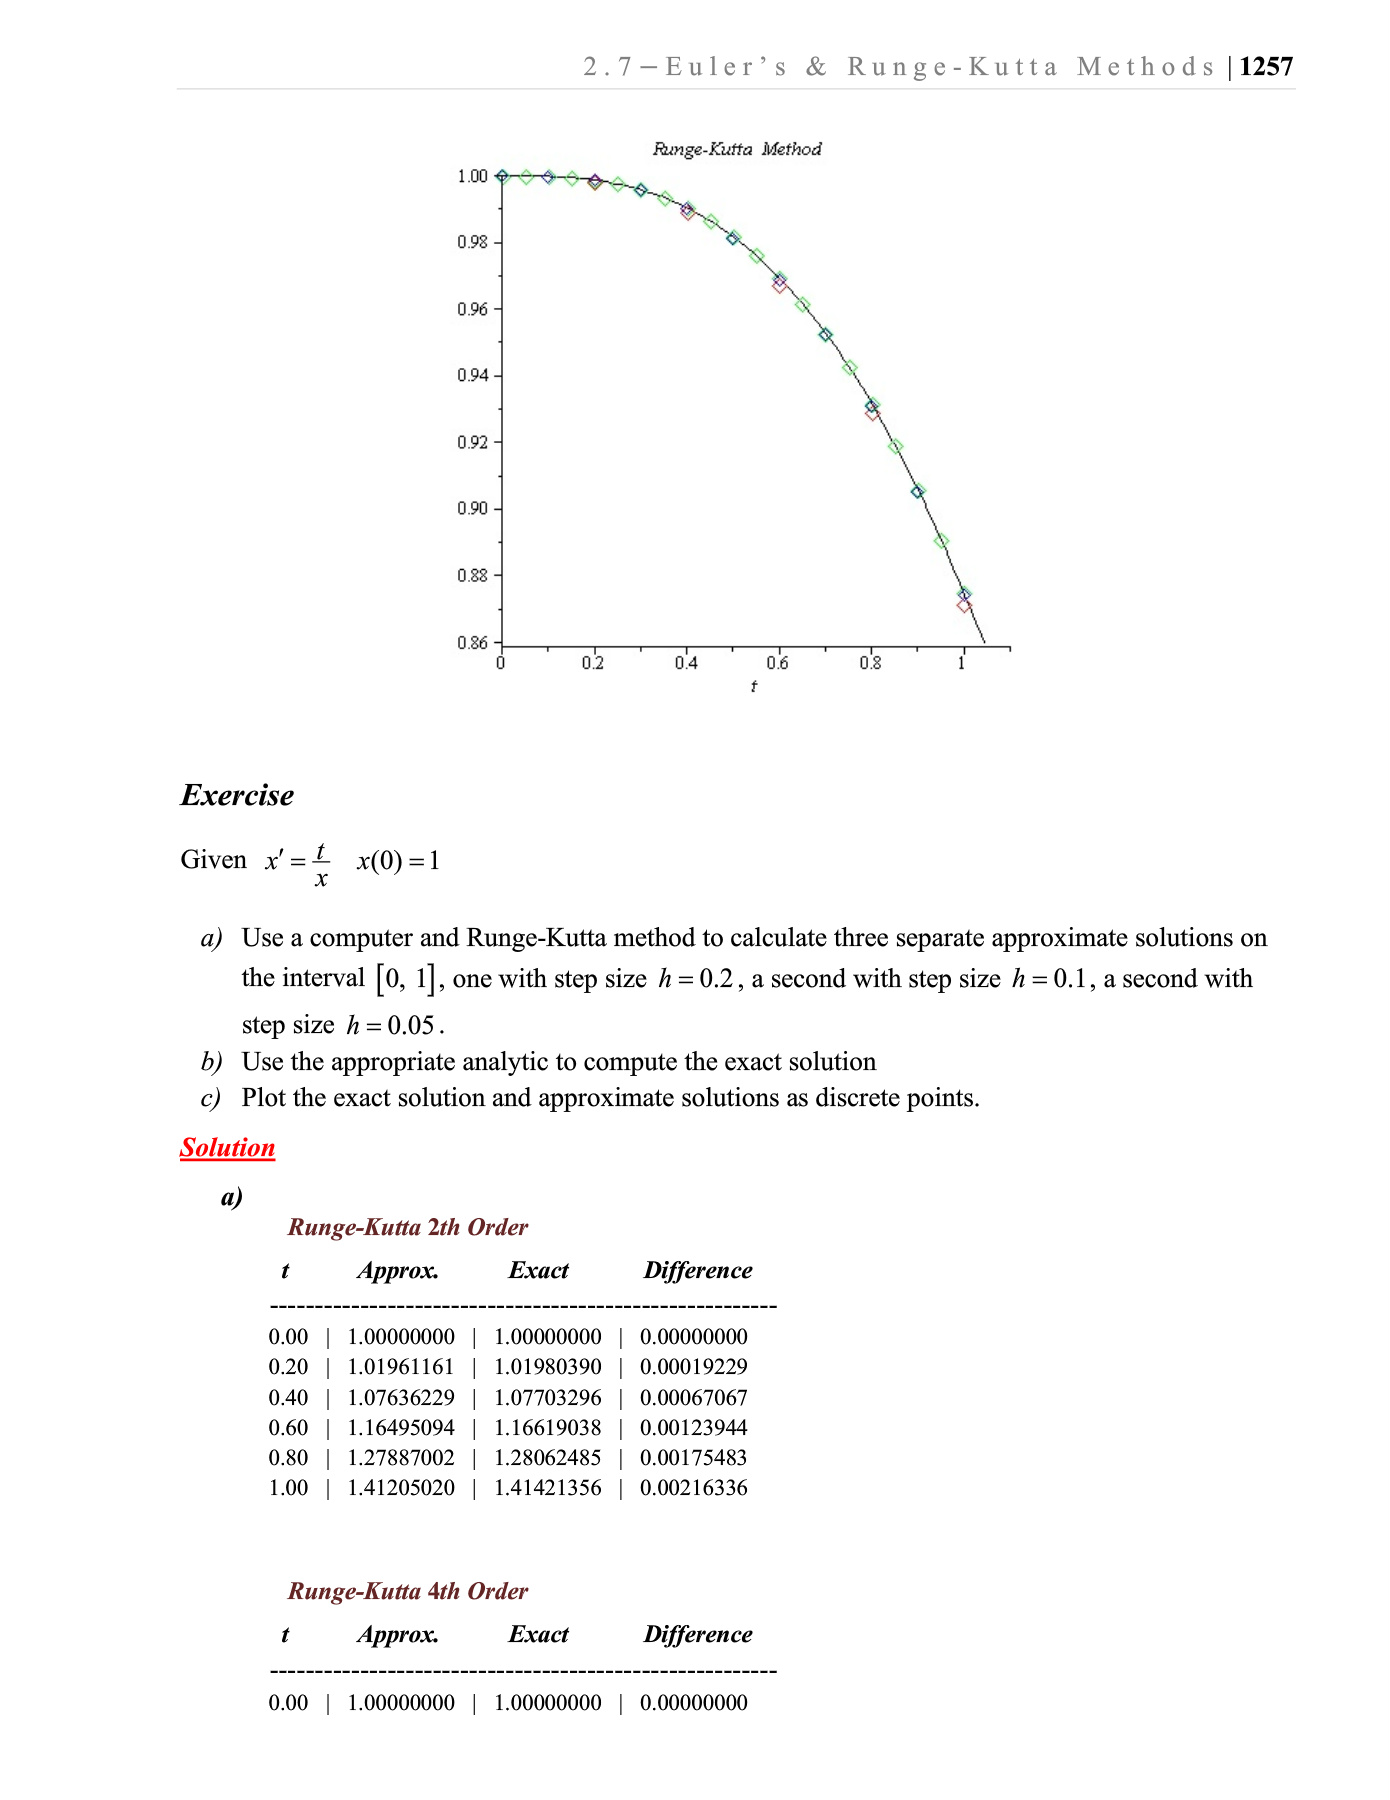 2.7 – Euler's & Runge-Kutta Methods | 1257
Runge-Kutta Method
1.00
0.98
0.96
0.94
0.92
0.90
0.88
0.86
0 0.2 0.4 0.6 0.8 1
t
Exercise
Given x′ = t/x x(0) = 1
a) Use a computer and Runge-Kutta method to calculate three separate approximate solutions on
the interval [0, 1], one with step size h = 0.2, a second with step size h = 0.1, a second with
step size h = 0.05.
b) Use the appropriate analytic to compute the exact solution
c) Plot the exact solution and approximate solutions as discrete points.
Solution
a)
Runge-Kutta 2th Order
t Approx. Exact Difference
--------------------------------------------------------
0.00 | 1.00000000 | 1.00000000 | 0.00000000
0.20 | 1.01961161 | 1.01980390 | 0.00019229
0.40 | 1.07636229 | 1.07703296 | 0.00067067
0.60 | 1.16495094 | 1.16619038 | 0.00123944
0.80 | 1.27887002 | 1.28062485 | 0.00175483
1.00 | 1.41205020 | 1.41421356 | 0.00216336
Runge-Kutta 4th Order
t Approx. Exact Difference
--------------------------------------------------------
0.00 | 1.00000000 | 1.00000000 | 0.00000000